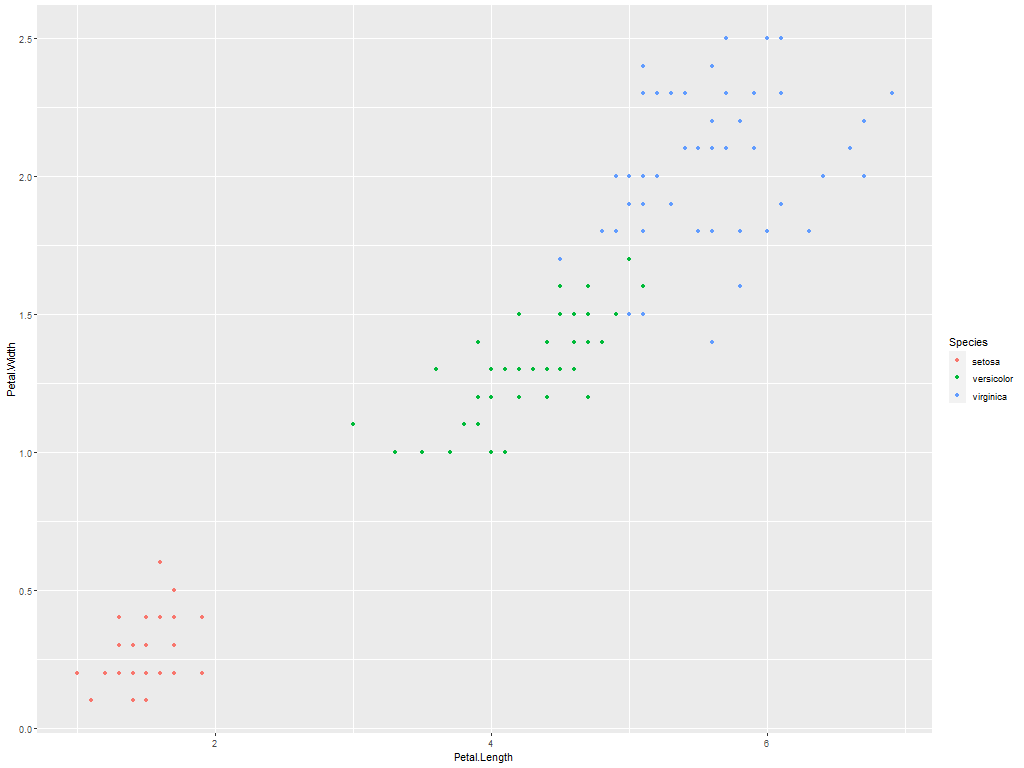 2.5
2.0
1.5
1.0
0.5
0.0
Petal.Width
2 4 6
Petal.Length
Species
setosa
versicolor
virginica